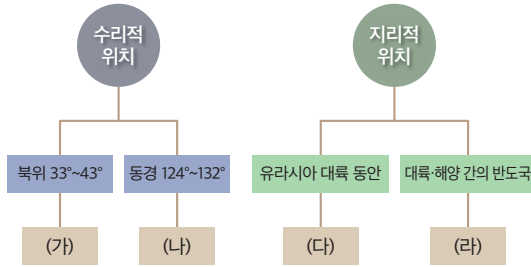 수리적
위치
지리적
위치
북위 33°~43°
동경 124°~132°
유라시아 대륙 동안
대륙·해양 간의 반도국
(가)
(나)
(다)
(라)